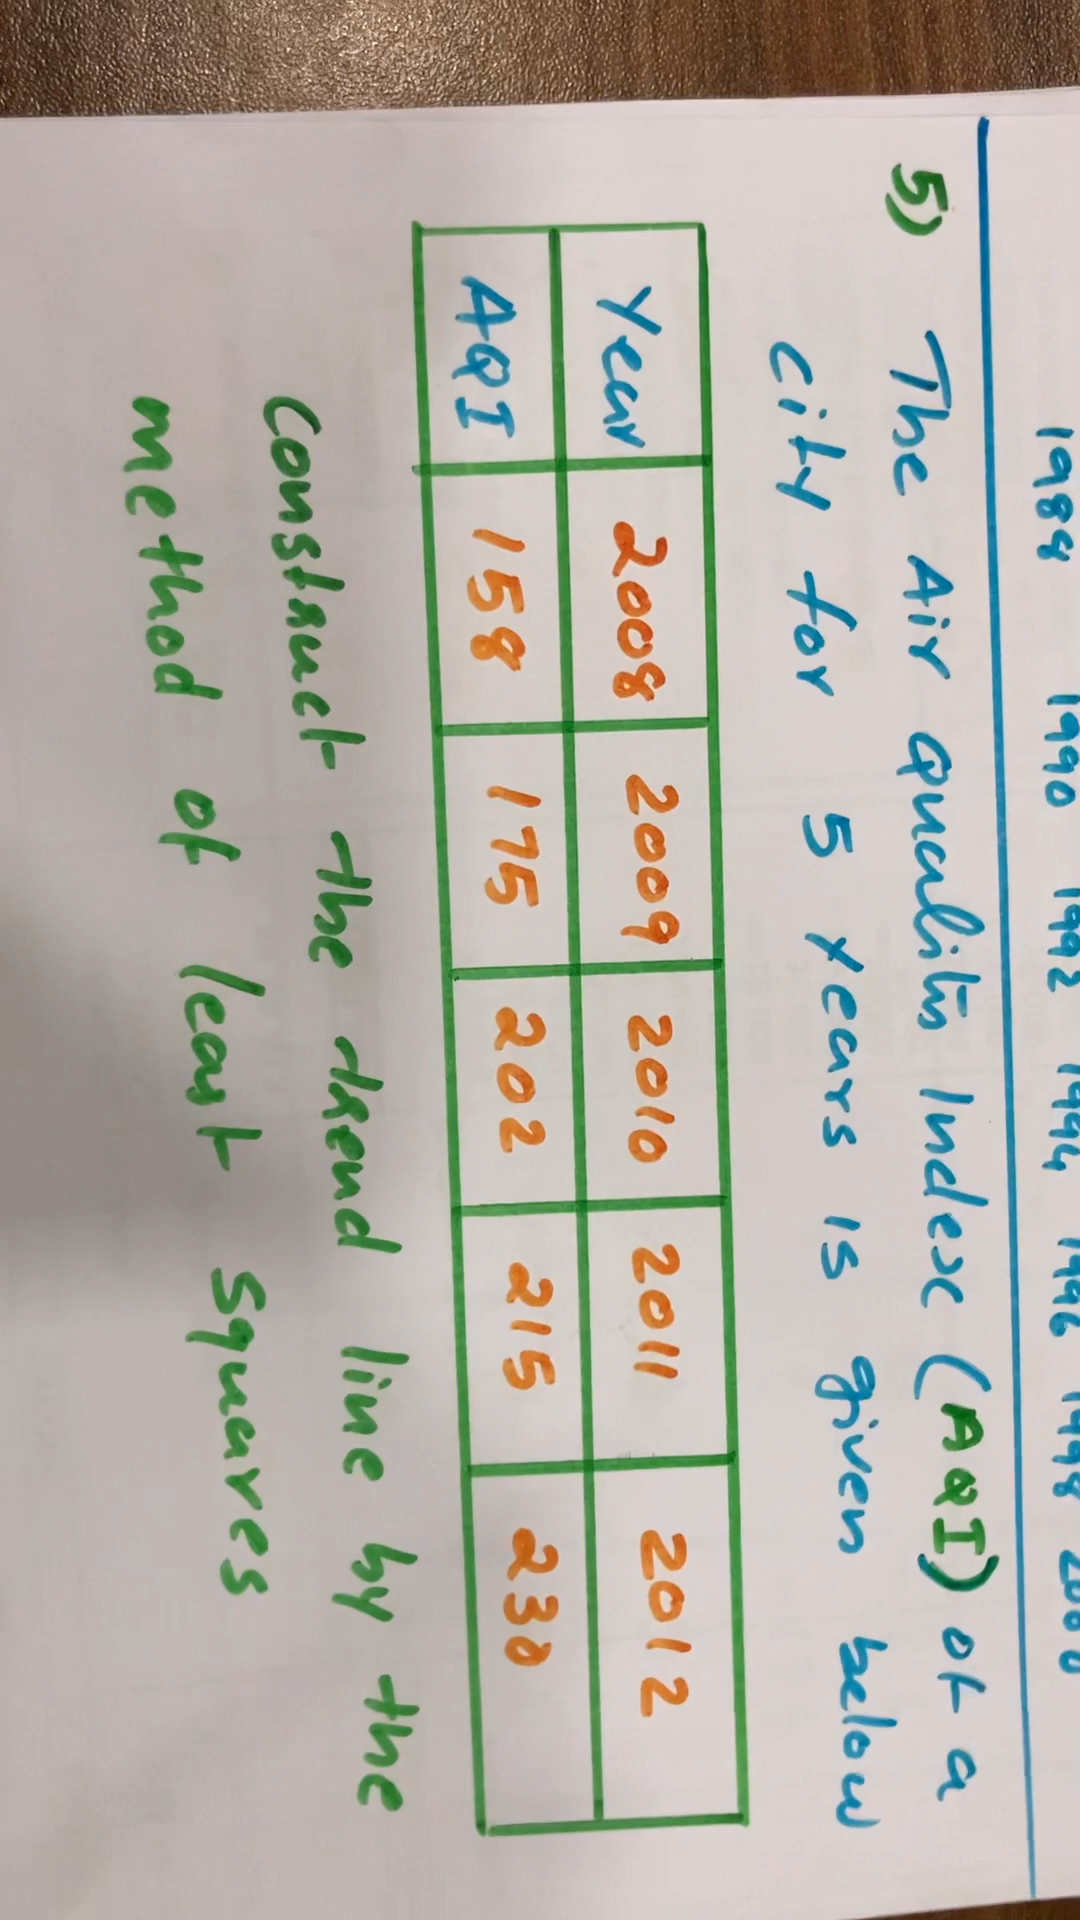 1988 1990 1992 1994 1996 1998 2000
5) The Air Quality Index (AQI) of a
city for 5 years is given below
Year 2008 2009 2010 2011 2012
AQI 158 175 202 215 230
Construct the trend line by the
method of least squares